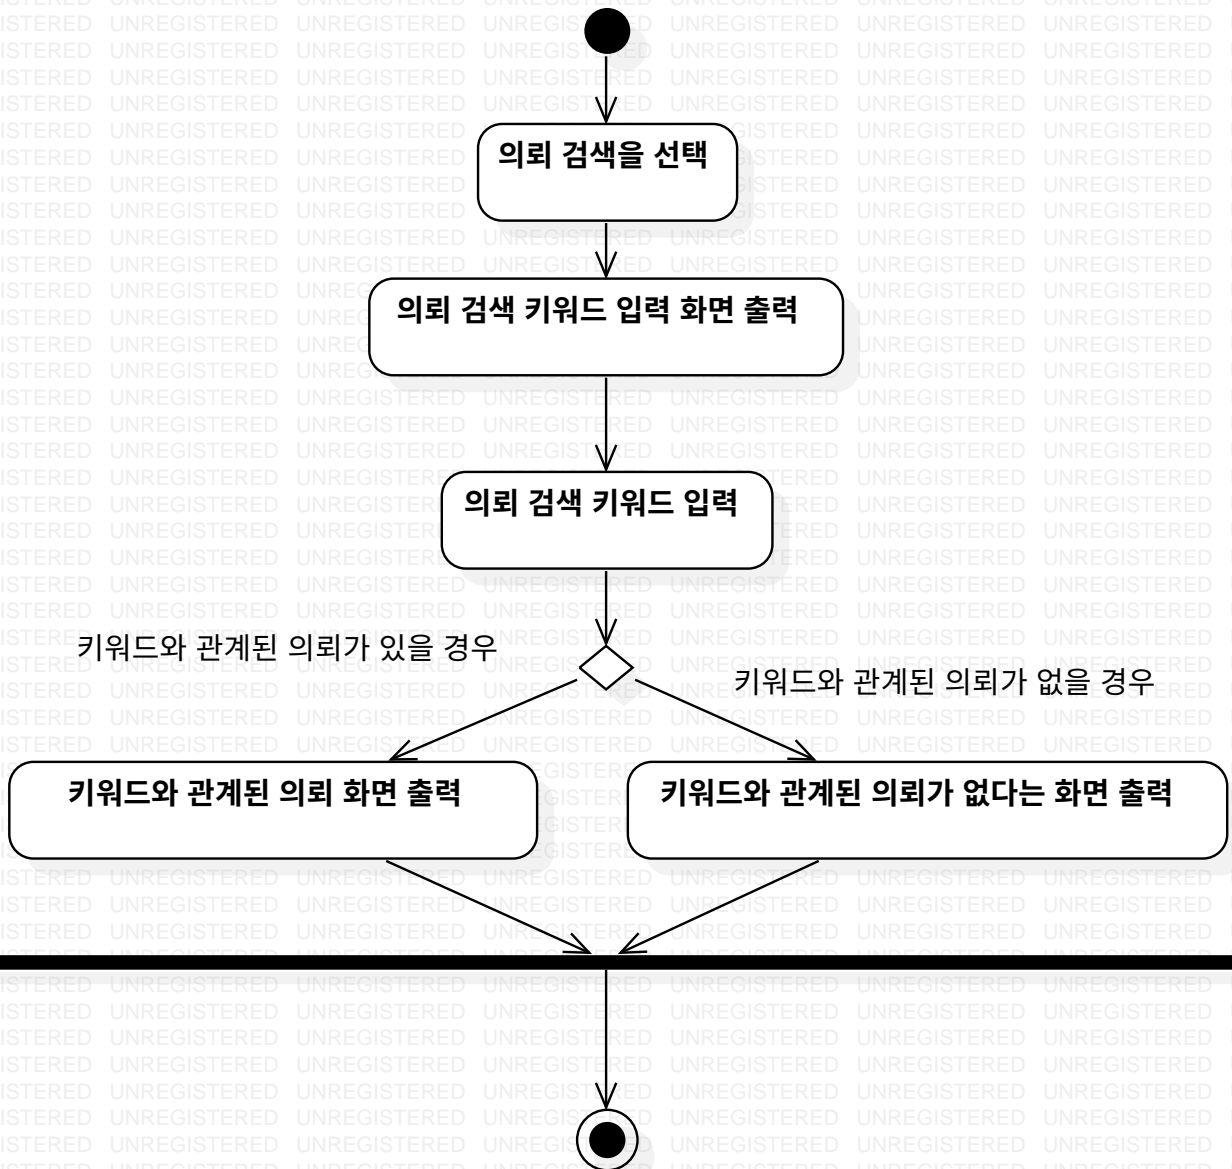 의뢰 검색을 선택
의뢰 검색 키워드 입력 화면 출력
의뢰 검색 키워드 입력
키워드와 관계된 의뢰가 있을 경우
키워드와 관계된 의뢰가 없을 경우
키워드와 관계된 의뢰 화면 출력
키워드와 관계된 의뢰가 없다는 화면 출력
UNREGISTERED